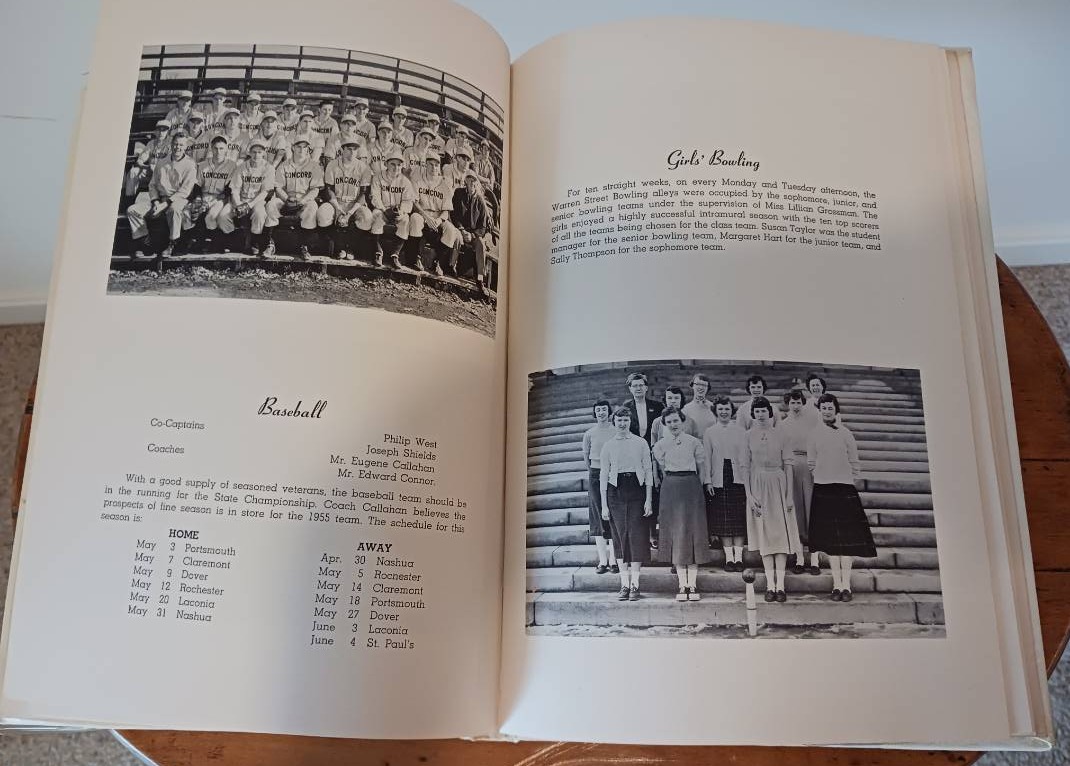 CONCORD
CONCORD
CONCORD
CONCORD
CONCORD
CONCORD
Baseball
Co-Captains
Philip West
Joseph Shields
Coaches
Mr. Eugene Callahan
Mr. Edward Connor.
With a good supply of seasoned veterans, the baseball team should be
in the running for the State Championship. Coach Callahan believes the
prospects of fine season is in store for the 1955 team. The schedule for this
season is:
HOME
May 3 Portsmouth
May 7 Claremont
May 9 Dover
May 12 Rochester
May 20 Laconia
May 31 Nashua
AWAY
Apr. 30 Nashua
May 5 Rochester
May 14 Claremont
May 18 Portsmouth
May 27 Dover
June 3 Laconia
June 4 St. Paul's
Girls' Bowling
For ten straight weeks, on every Monday and Tuesday afternoon, the
Warren Street Bowling alleys were occupied by the sophomore, junior, and
senior bowling teams under the supervision of Miss Lillian Grossman. The
girls enjoyed a highly successful intramural season with the ten top scorers
of all the teams being chosen for the class team. Susan Taylor was the student
manager for the senior bowling team, Margaret Hart for the junior team, and
Sally Thompson for the sophomore team.